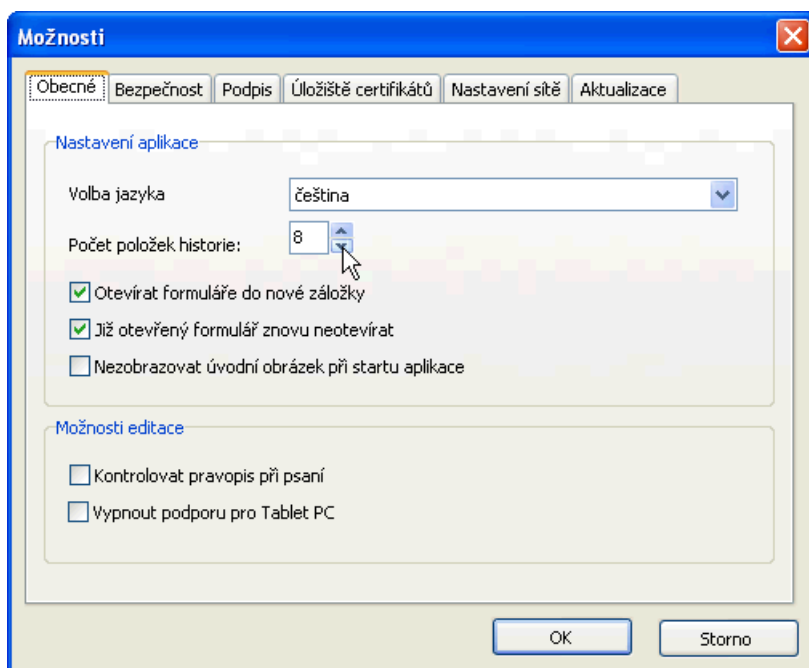 Možnosti
Obecné Bezpečnost Podpis Úložiště certifikátů Nastavení sítě Aktualizace
Nastavení aplikace
Volba jazyka čeština
Počet položek historie: 8
Otevírat formuláře do nové záložky
Již otevřený formulář znovu neotevírat
Nezobrazovat úvodní obrázek při startu aplikace
Možnosti editace
Kontrolovat pravopis při psaní
Vypnout podporu pro Tablet PC
OK Storno